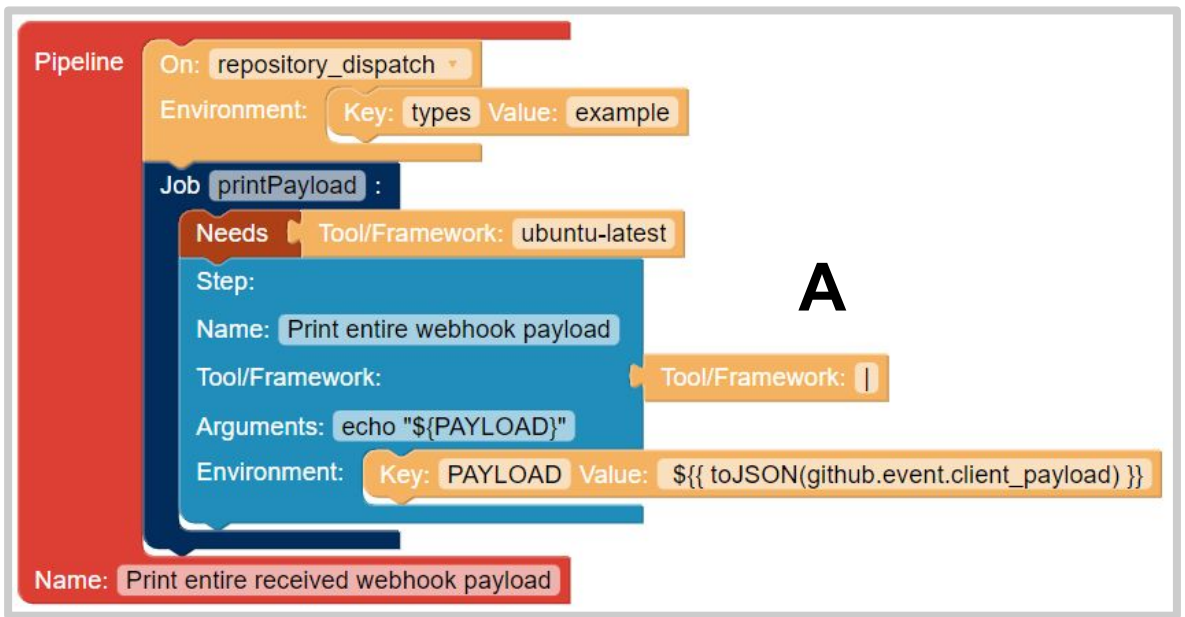 Pipeline On: repository_dispatch
Environment: Key: types Value: example
Job printPayload :
Needs Tool/Framework: ubuntu-latest
Step:
A
Name: Print entire webhook payload
Tool/Framework: Tool/Framework: |
Arguments: echo "${PAYLOAD}"
Environment: Key: PAYLOAD Value: ${{ toJSON(github.event.client_payload) }}
Name: Print entire received webhook payload